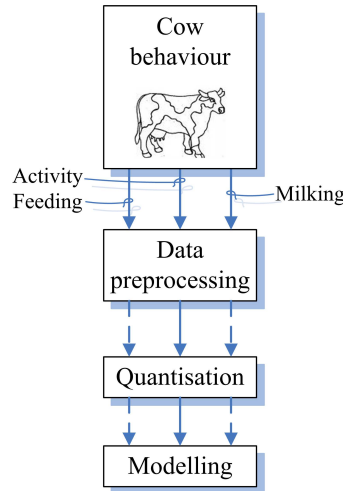 Cow
behaviour
Activity
Feeding
Milking
Data
preprocessing
Quantisation
Modelling